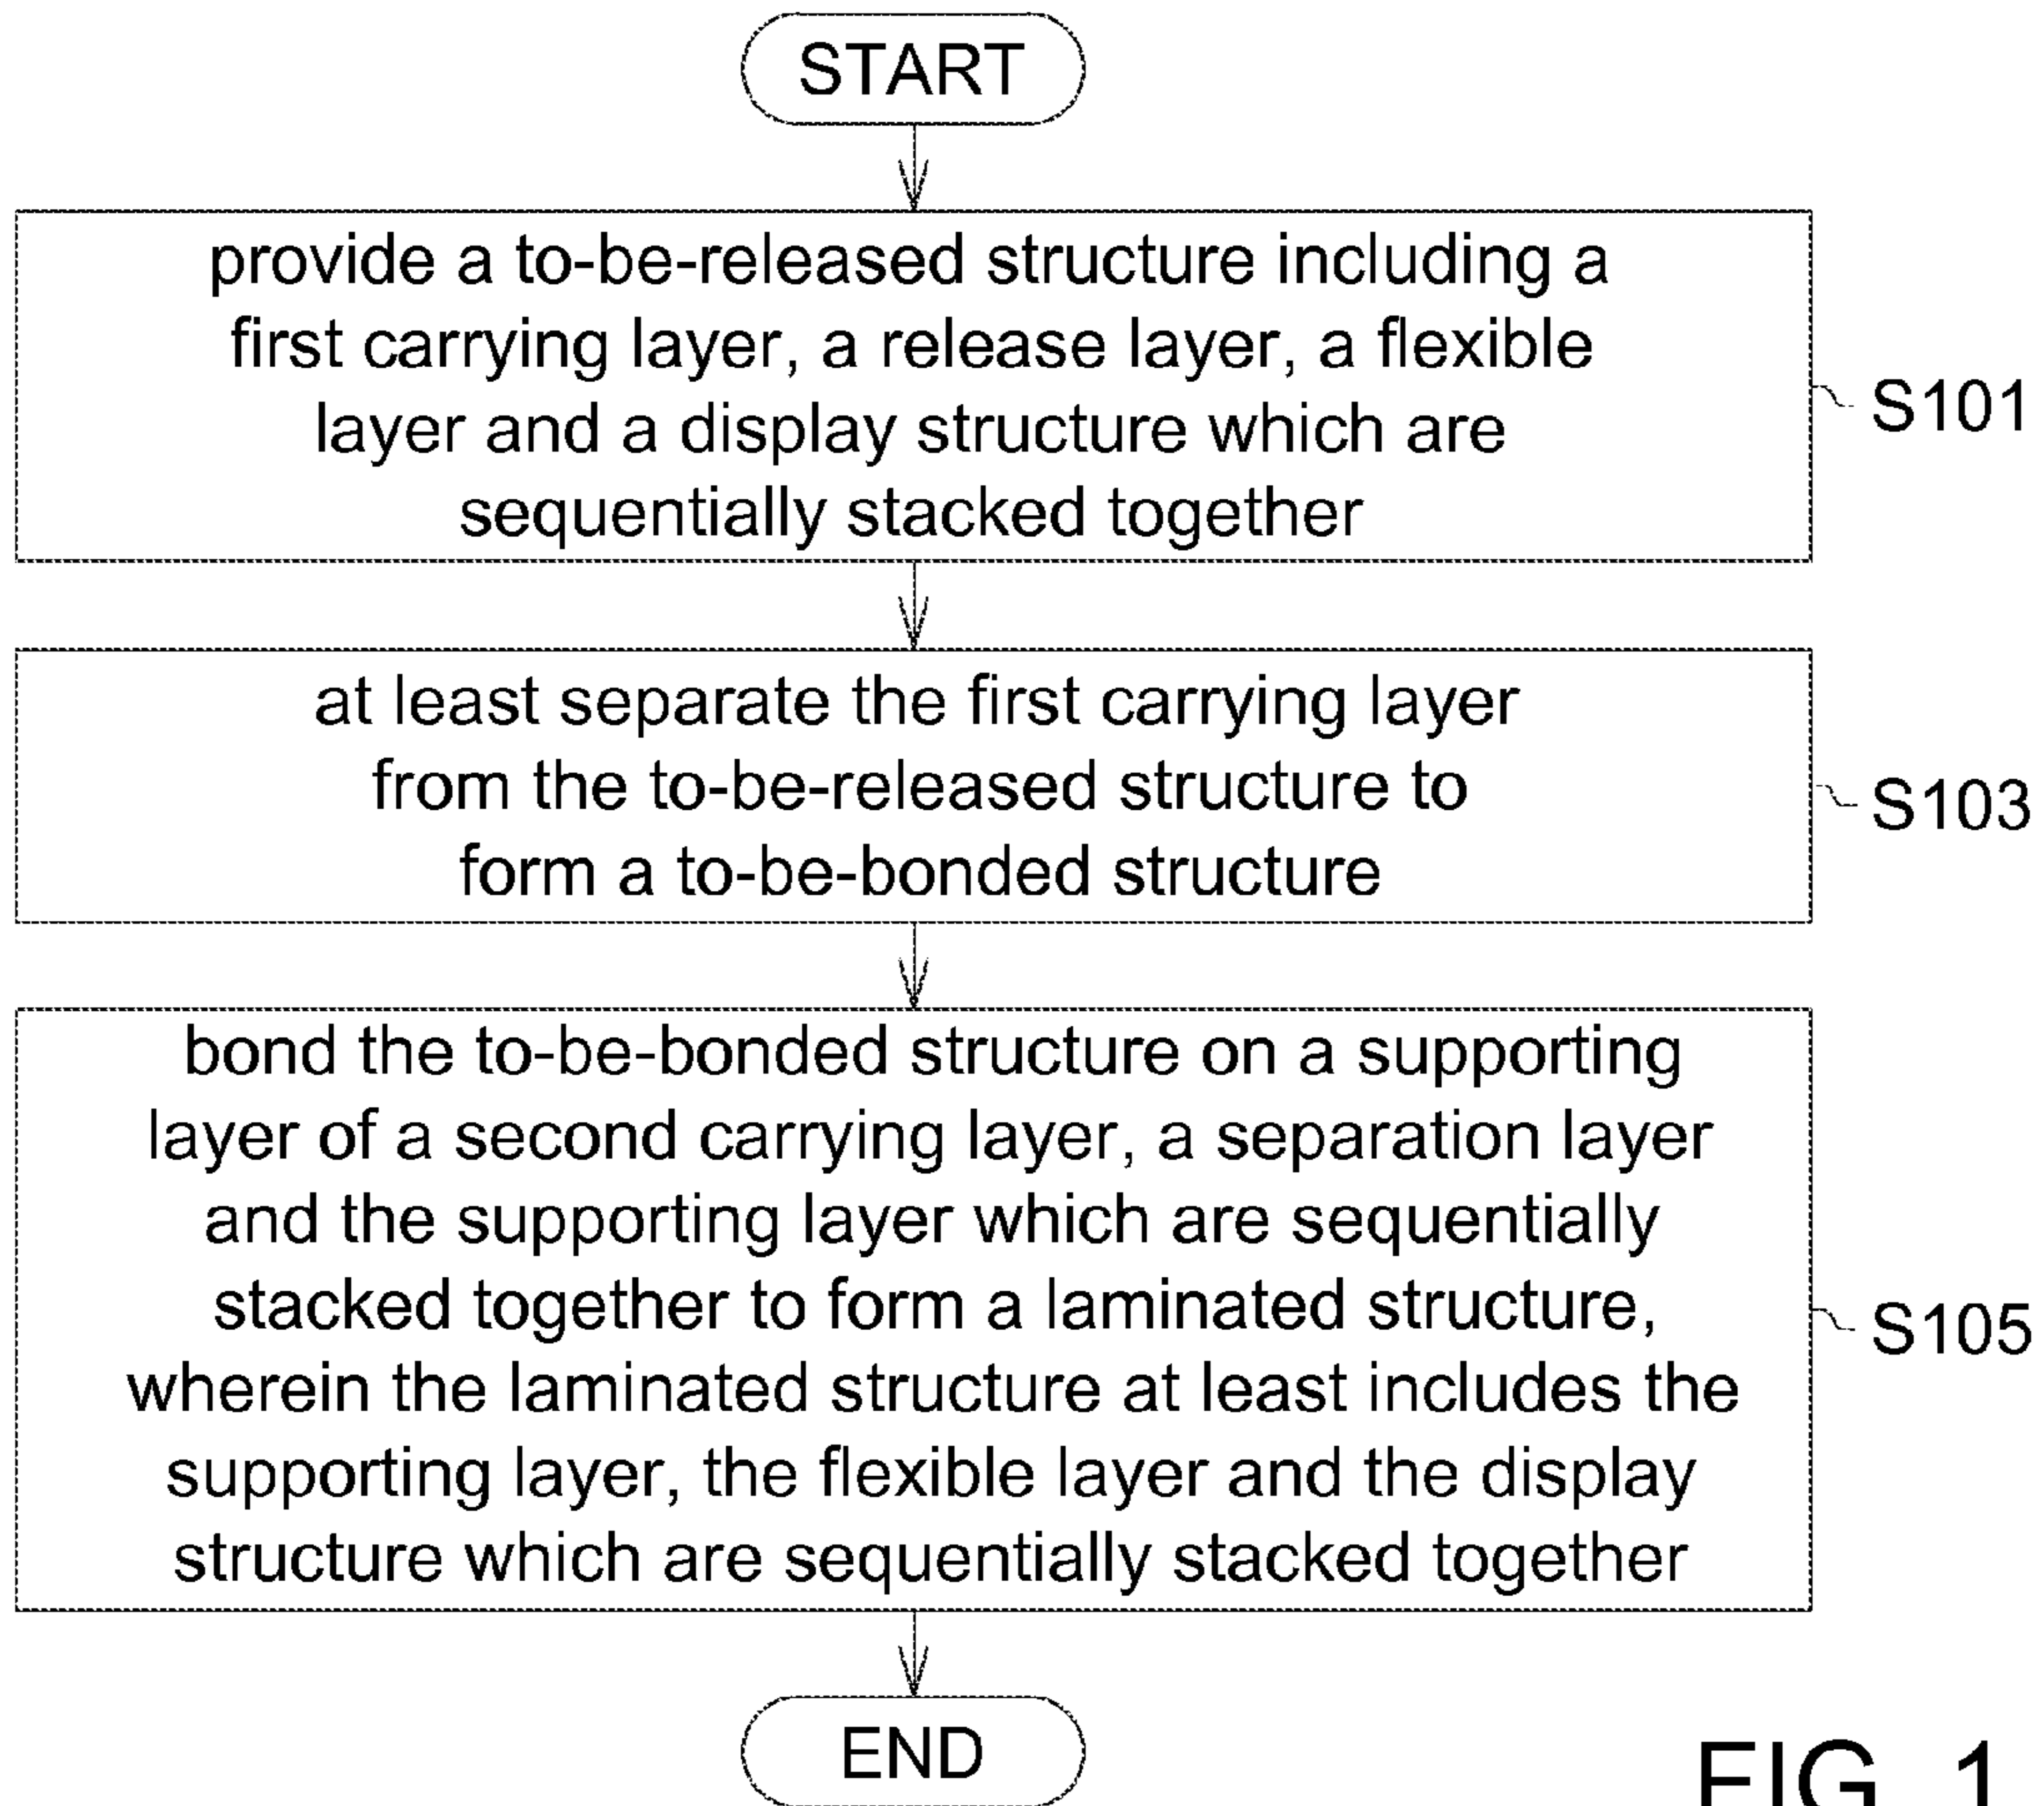 START
provide a to-be-released structure including a
first carrying layer, a release layer, a flexible
layer and a display structure which are
sequentially stacked together
S101
at least separate the first carrying layer
from the to-be-released structure to
form a to-be-bonded structure
S103
bond the to-be-bonded structure on a supporting
layer of a second carrying layer, a separation layer
and the supporting layer which are sequentially
stacked together to form a laminated structure,
wherein the laminated structure at least includes the
supporting layer, the flexible layer and the display
structure which are sequentially stacked together
S105
END
FIG. 1